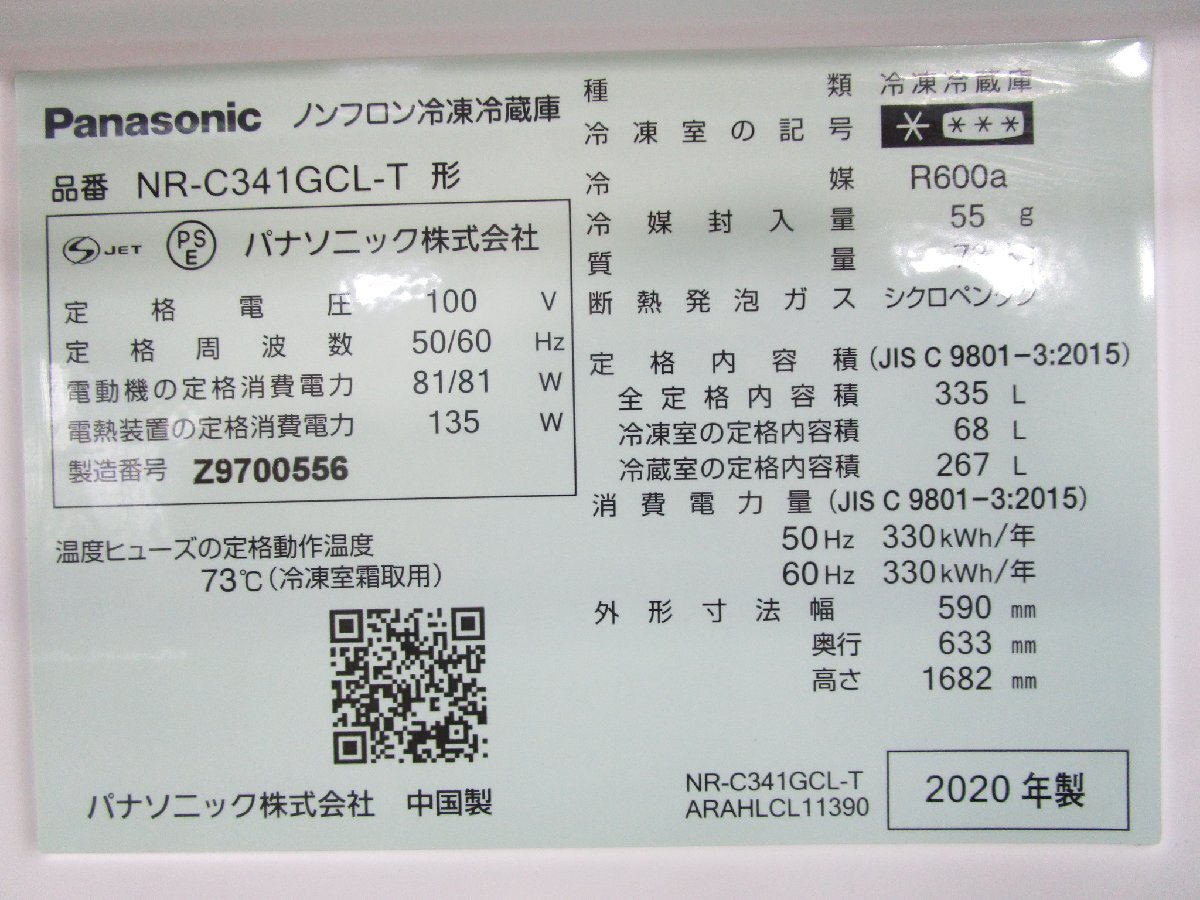 Panasonic ノンフロン冷凍冷蔵庫
品番 NR-C341GCL-T 形
JET PSE パナソニック株式会社
定格電圧 100 V
定格周波数 50/60 Hz
電動機の定格消費電力 81/81 W
電熱装置の定格消費電力 135 W
製造番号 Z9700556
温度ヒューズの定格動作温度
73℃(冷凍室霜取用)
パナソニック株式会社 中国製
種類 冷凍冷蔵庫
冷凍室の記号 * ***
冷媒 R600a
冷媒封入量 55 g
質量
断熱発泡ガス シクロペンタン
定格内容積 (JIS C 9801-3:2015)
全定格内容積 335 L
冷凍室の定格内容積 68 L
冷蔵室の定格内容積 267 L
消費電力量 (JIS C 9801-3:2015)
50 Hz 330 kWh/年
60 Hz 330 kWh/年
外形寸法幅 590 mm
奥行 633 mm
高さ 1682 mm
NR-C341GCL-T
ARAHLCL11390
2020 年製